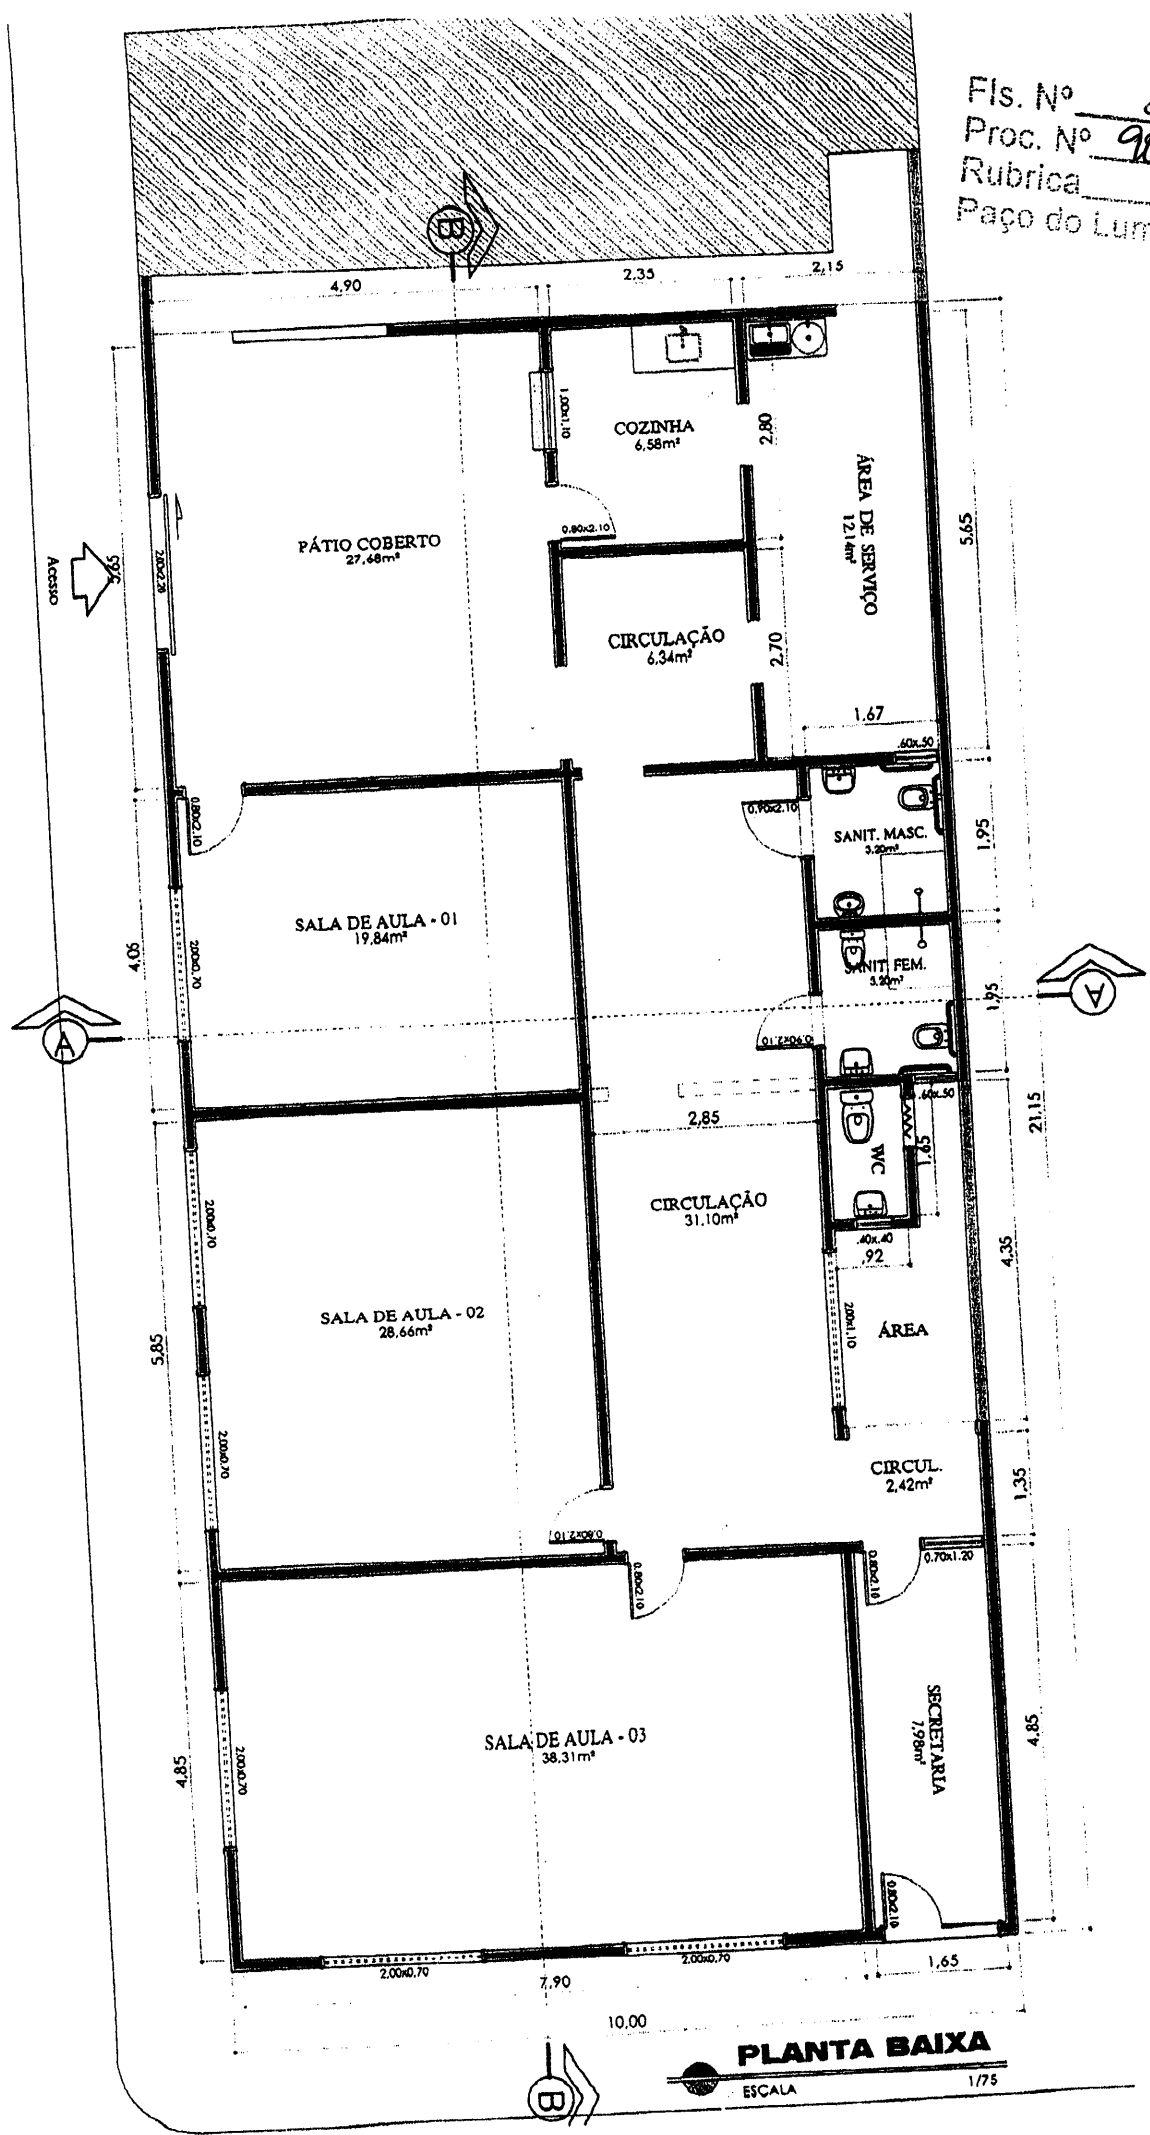 Fls. Nº
Proc. Nº
Rubrica
Paço do Lum
B
4,90
2,35
2,15
COZINHA
6,58m²
1.00x1.10
2,80
ÁREA DE SERVIÇO
12,14m²
5,65
0.80x2.10
PÁTIO COBERTO
27,68m²
2.00x2.20
5,65
Acesso
CIRCULAÇÃO
6,34m²
2,70
1,67
.60x.50
0.80x2.10
0.90x2.10
SANIT. MASC.
3,20m²
1,95
SALA DE AULA - 01
19,84m²
4,05
2.00x0.70
SANIT. FEM.
3,20m²
1,95
A
A
0.90x2.10
.60x.50
21,15
2,85
WC
1,65
CIRCULAÇÃO
31,10m²
2.00x0.70
.40x.40
,92
4,35
SALA DE AULA - 02
28,66m²
5,85
2.00x1.10
ÁREA
2.00x0.70
CIRCUL.
2,42m²
1,35
0.80x2.10
0.80x2.10
0.80x2.10
0.70x1.20
SALA DE AULA - 03
38,31m²
SECRETARIA
7,98m²
4,85
4,85
2.00x0.70
0.80x2.10
2.00x0.70
2.00x0.70
7,90
1,65
10,00
PLANTA BAIXA
ESCALA
1/75
B